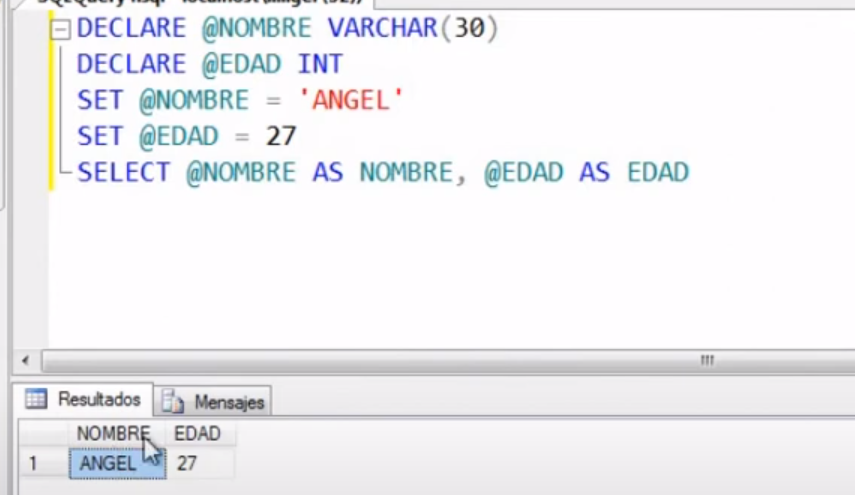 DECLARE @NOMBRE VARCHAR(30)
DECLARE @EDAD INT
SET @NOMBRE = 'ANGEL'
SET @EDAD = 27
SELECT @NOMBRE AS NOMBRE, @EDAD AS EDAD
Resultados Mensajes
NOMBRE EDAD
1 ANGEL 27